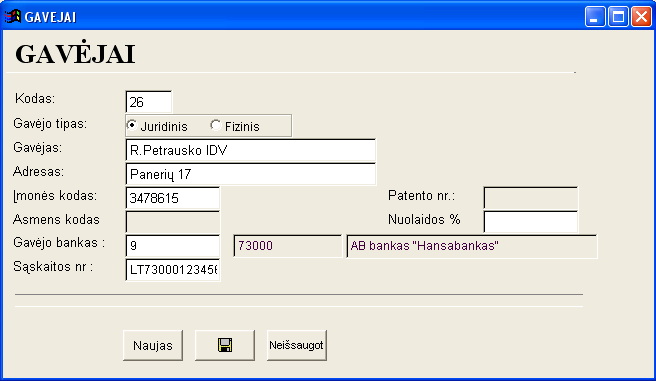 GAVEJAI
GAVĖJAI
Kodas: 26
Gavėjo tipas: Juridinis Fizinis
Gavėjas: R.Petrausko IDV
Adresas: Panerių 17
Įmonės kodas: 3478615 Patento nr.:
Asmens kodas Nuolaidos %
Gavėjo bankas : 9 73000 AB bankas "Hansabankas"
Sąskaitos nr : LT73000123456
Naujas Neišsaugot